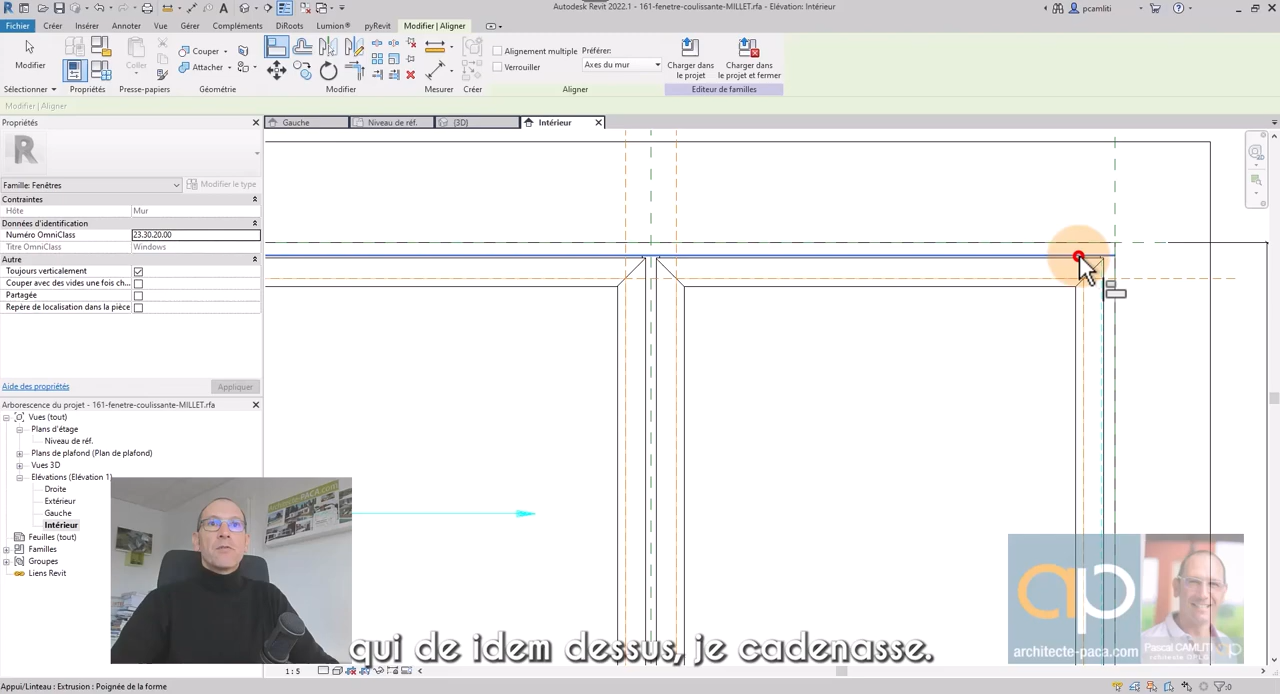 Autodesk Revit 2022.1 - 161-fenetre-coulissante-MILLET.rfa - Elévation: Intérieur
pcamliti
Fichier Créer Insérer Annoter Vue Gérer Compléments DiRoots Lumion® pyRevit Modifier | Aligner
Modifier
Coller
Couper
Attacher
Alignement multiple
Verrouiller
Préférer:
Axes du mur
Charger dans le projet
Charger dans le projet et fermer
Sélectionner Propriétés Presse-papiers Géométrie Modifier Mesurer Créer Aligner Editeur de familles
Modifier | Aligner
Propriétés
Gauche Niveau de réf. {3D} Intérieur
R
Famille: Fenêtres
Modifier le type
Contraintes
Hôte Mur
Données d'identification
Numéro OmniClass 23.30.20.00
Titre OmniClass Windows
Autre
Toujours verticalement
Couper avec des vides une fois ch...
Partagée
Repère de localisation dans la pièce
Aide des propriétés
Appliquer
Arborescence du projet - 161-fenetre-coulissante-MILLET.rfa
Vues (tout)
Plans d'étage
Niveau de réf.
Plans de plafond (Plan de plafond)
Vues 3D
Elévations (Elévation 1)
Droite
Extérieur
Gauche
Intérieur
Feuilles (tout)
Familles
Groupes
Liens Revit
ap
architecte-paca.com
Pascal CAMLITI
architecte DPLG
qui de idem dessus, je cadenasse.
1 : 5
Appui/Linteau : Extrusion : Poignée de la forme
:0